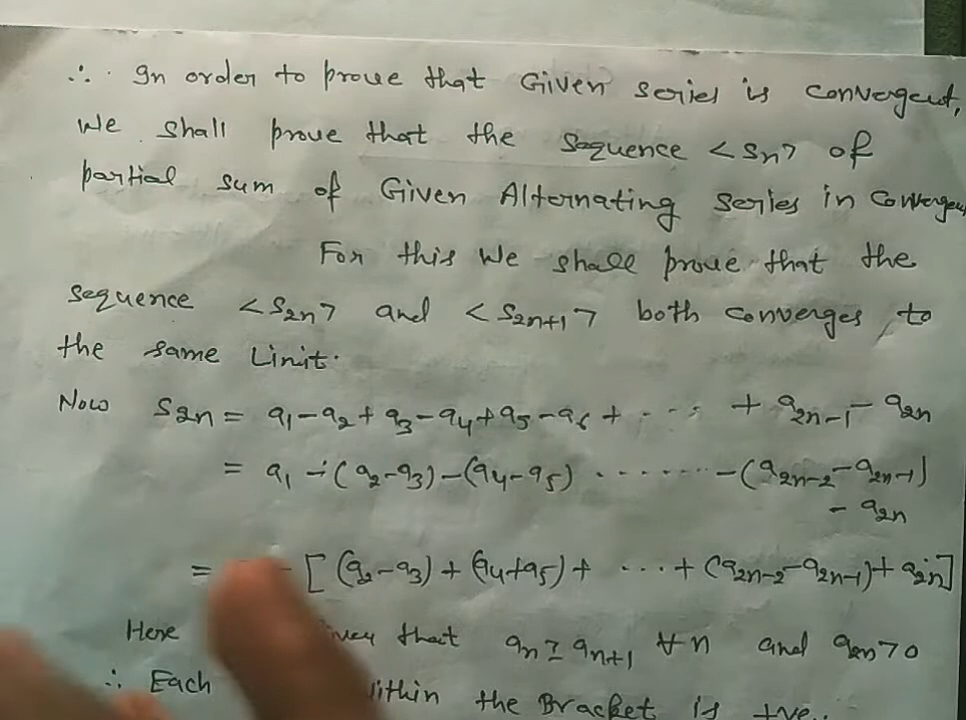 ∴ In order to prove that Given series is convergent,
We shall prove that the Sequence <Sn> of
partial sum of Given Alternating series in Convergen
For this We shall prove that the
Sequence <S2n> and <S2n+1> both converges to
the same Limit.
Now S2n = a1-a2+a3-a4+a5-a6+ ... + a2n-1 - a2n
= a1 -(a2-a3)-(a4-a5) ....... -(a2n-2-a2n-1)
- a2n
= - [(a2-a3)+(a4+a5)+ ...+(a2n-2-a2n-1)+a2n]
Here that an ≥ an+1 ∀n and an>0
∴ Each within the Bracket is +ve.